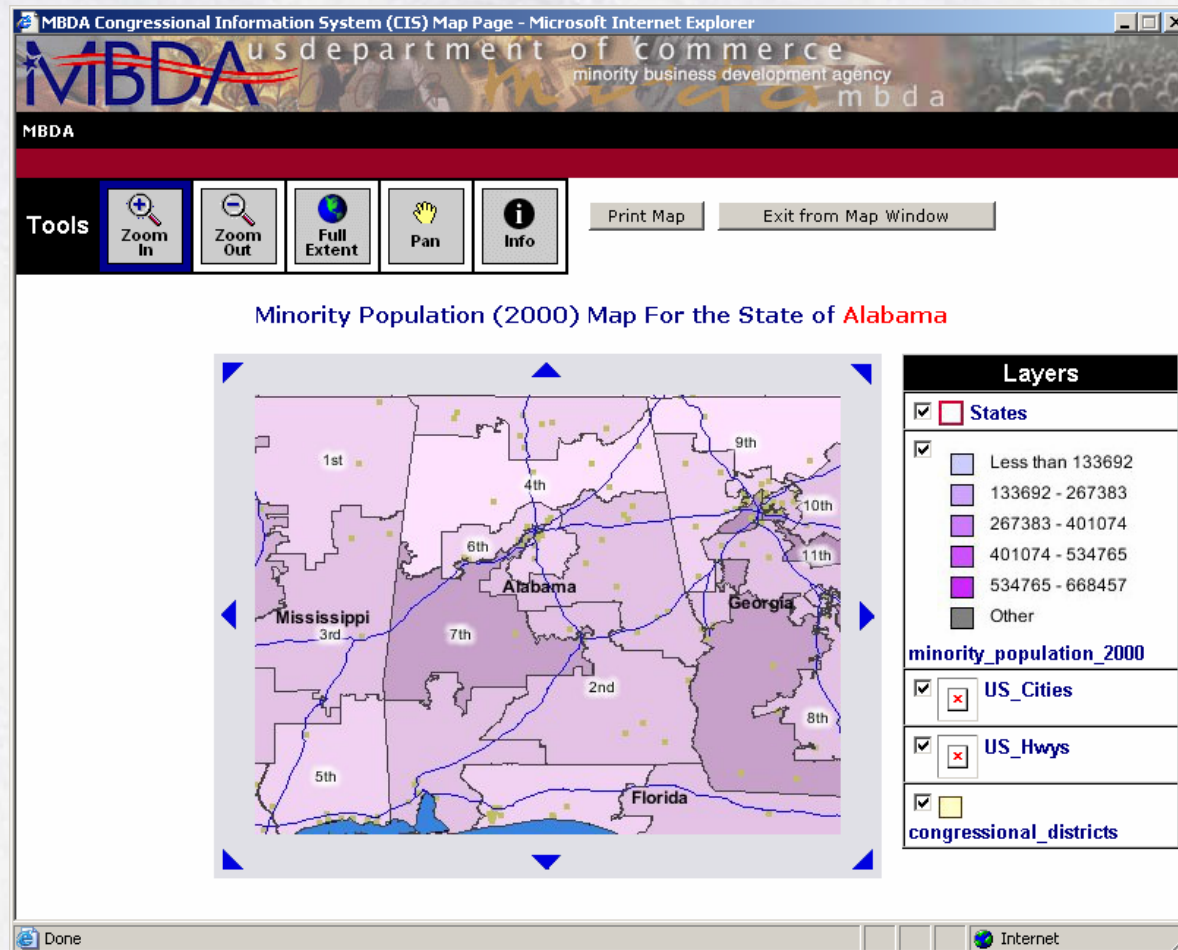 MBDA Congressional Information System (CIS) Map Page - Microsoft Internet Explorer
MBDA
us department of commerce
minority business development agency
mbda
MBDA
Tools
Zoom In
Zoom Out
Full Extent
Pan
Info
Print Map
Exit from Map Window
Minority Population (2000) Map For the State of Alabama
1st
4th
9th
10th
6th
11th
Alabama
Georgia
Mississippi
3rd
7th
2nd
8th
5th
Florida
Layers
States
Less than 133692
133692 - 267383
267383 - 401074
401074 - 534765
534765 - 668457
Other
minority_population_2000
US_Cities
US_Hwys
congressional_districts
Done
Internet